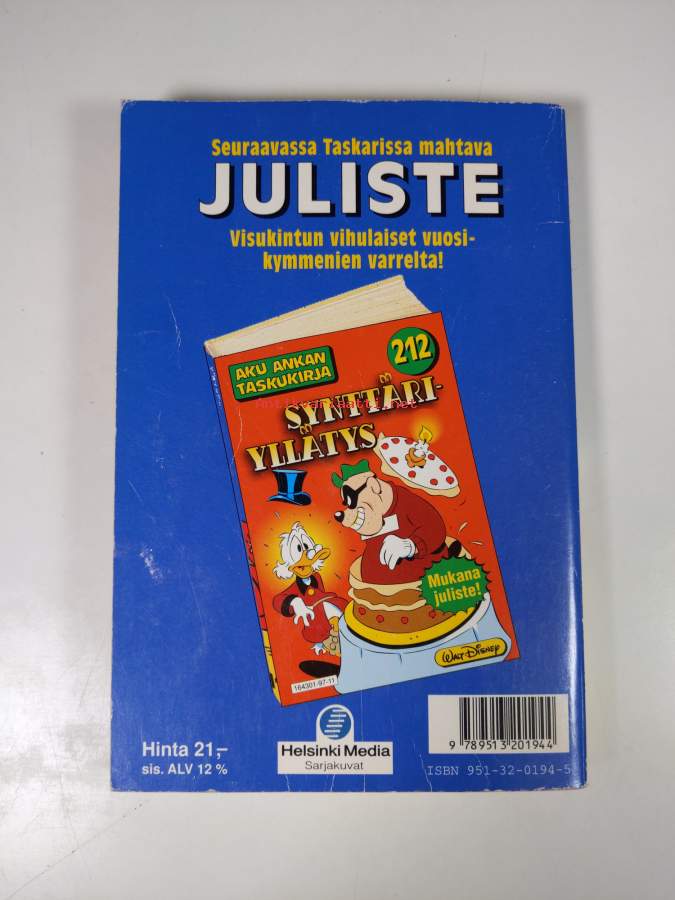 Seuraavassa Taskarissa mahtava
JULISTE
Visukintun vihulaiset vuosi-
kymmenien varrelta!
AKU ANKAN
TASKUKIRJA
212
SYNTTÄRI-
Antikvariaatti.net
YLLÄTYS
Mukana
juliste!
WALT DISNEY
164301-97-11
Hinta 21,–
sis. ALV 12 %
Helsinki Media
Sarjakuvat
9 789513 201944
ISBN 951-32-0194-5